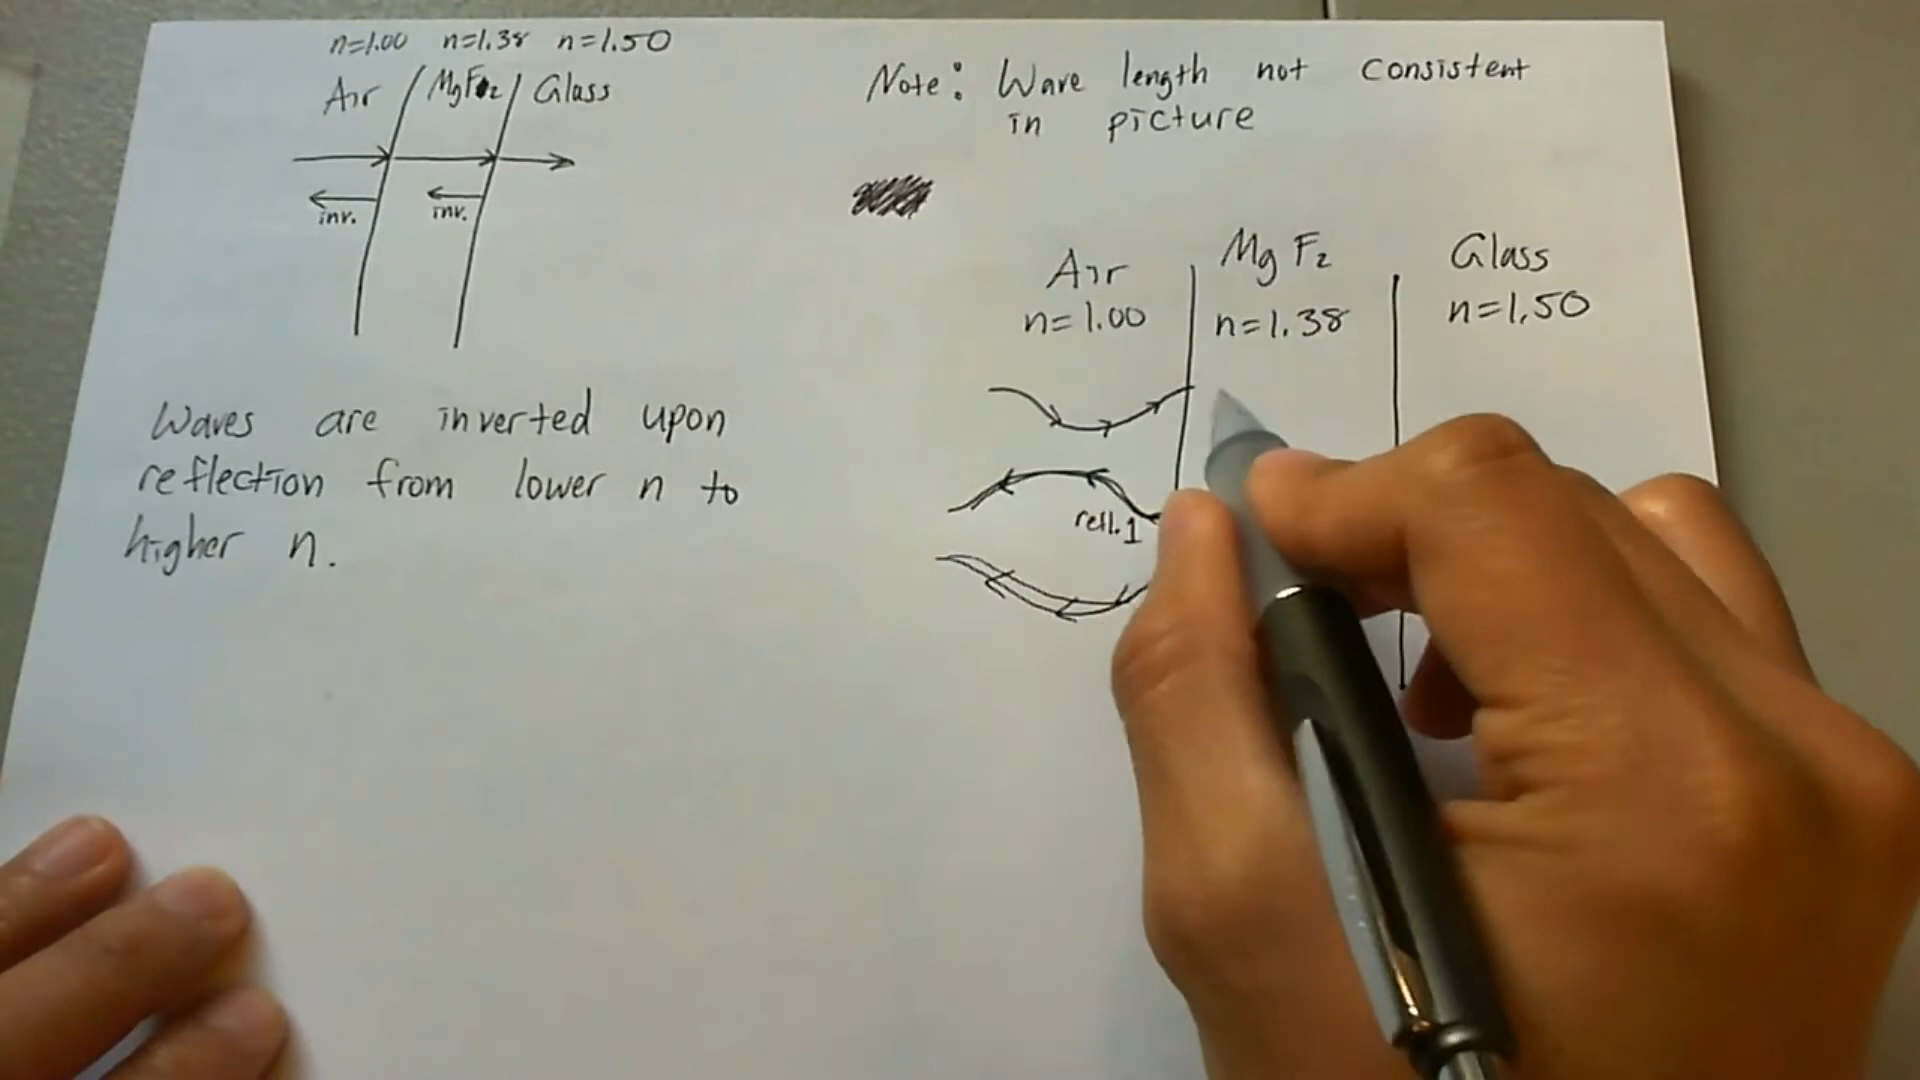 n=1.00 n=1.38 n=1.50
Air MgF2 Glass
inv. inv.
Waves are inverted upon
reflection from lower n to
higher n.
Note: Wave length not consistent
in picture
Air MgF2 Glass
n=1.00 n=1.38 n=1.50
refl.1